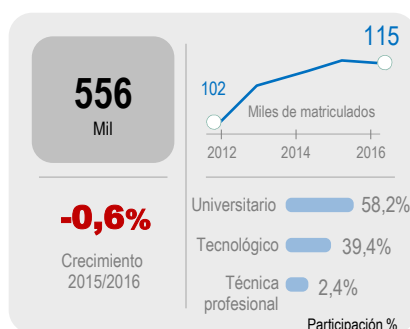 556
Mil
-0,6%
Crecimiento
2015/2016
115
102
Miles de matriculados
2012 2014 2016
Universitario 58,2%
Tecnológico 39,4%
Técnica
profesional 2,4%
Participación %